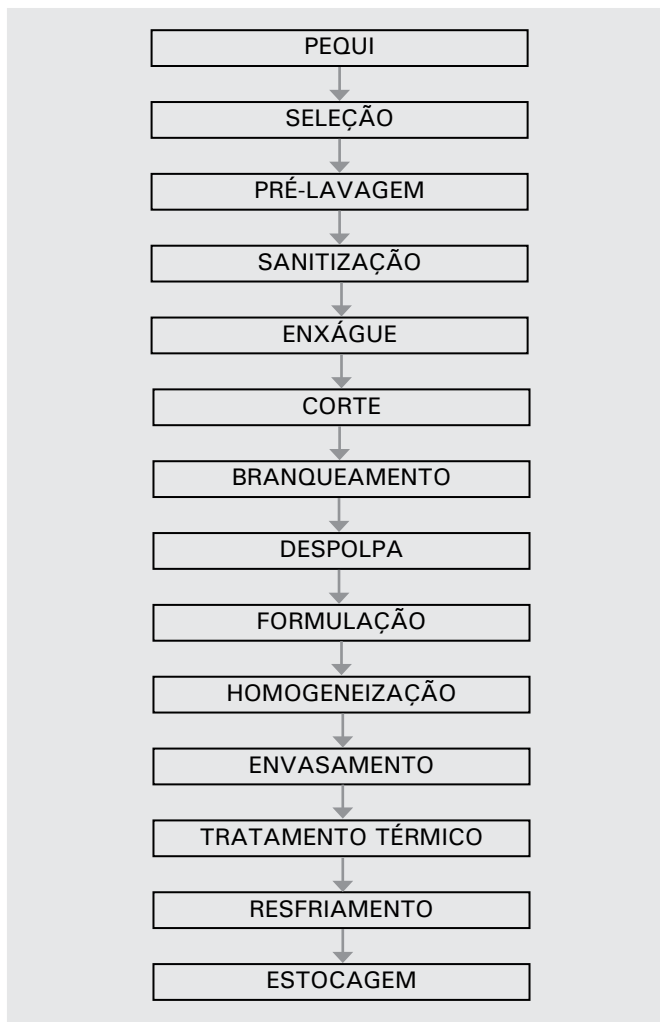 PEQUI
SELEÇÃO
PRÉ-LAVAGEM
SANITIZAÇÃO
ENXÁGUE
CORTE
BRANQUEAMENTO
DESPOLPA
FORMULAÇÃO
HOMOGENEIZAÇÃO
ENVASAMENTO
TRATAMENTO TÉRMICO
RESFRIAMENTO
ESTOCAGEM